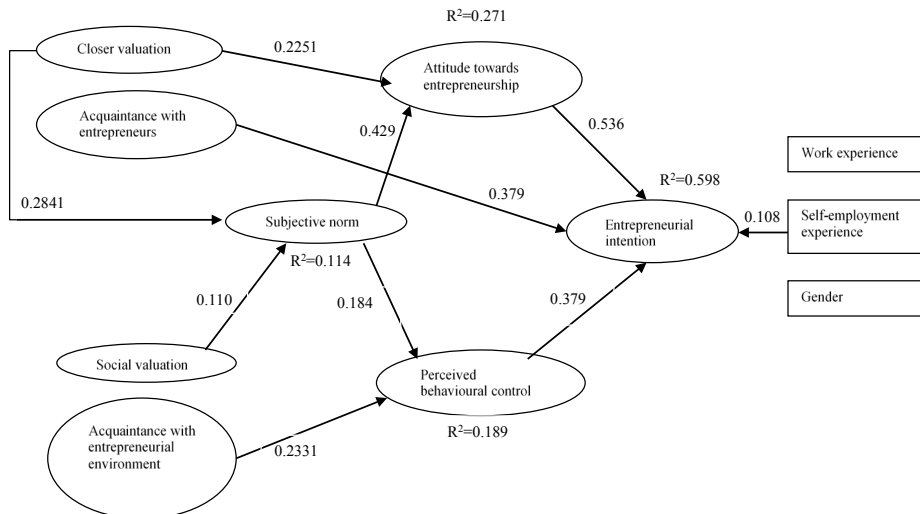 R²=0.271
Closer valuation
0.2251
Attitude towards
entrepreneurship
Acquaintance with
entrepreneurs
0.429
0.536
Work experience
0.379
R²=0.598
0.2841
Subjective norm
Entrepreneurial
intention
0.108
Self-employment
experience
R²=0.114
0.110
0.184
0.379
Gender
Social valuation
Perceived
behavioural control
Acquaintance with
entrepreneurial
environment
0.2331
R²=0.189